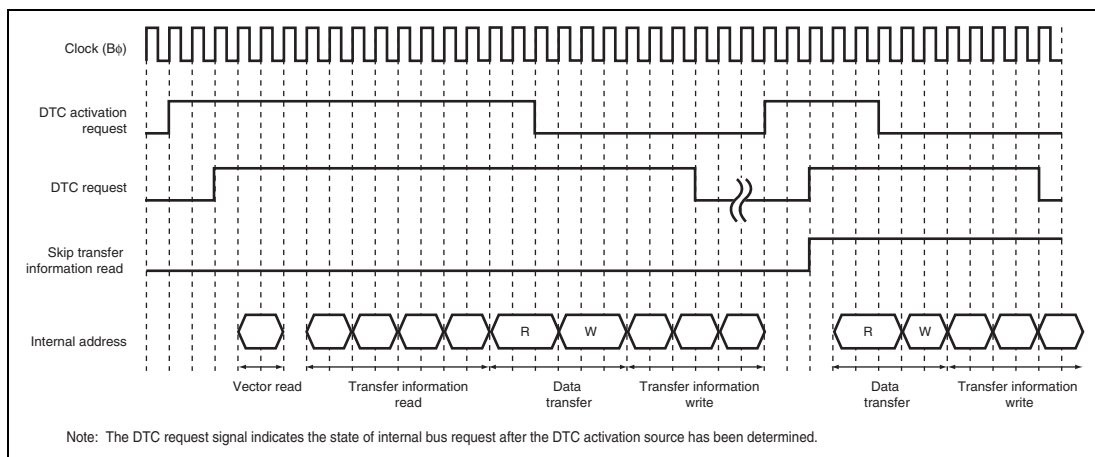 Clock (Bφ)
DTC activation
request
DTC request
Skip transfer
information read
Internal address
R
W
R
W
Vector read
Transfer information
read
Data
transfer
Transfer information
write
Data
transfer
Transfer information
write
Note: The DTC request signal indicates the state of internal bus request after the DTC activation source has been determined.